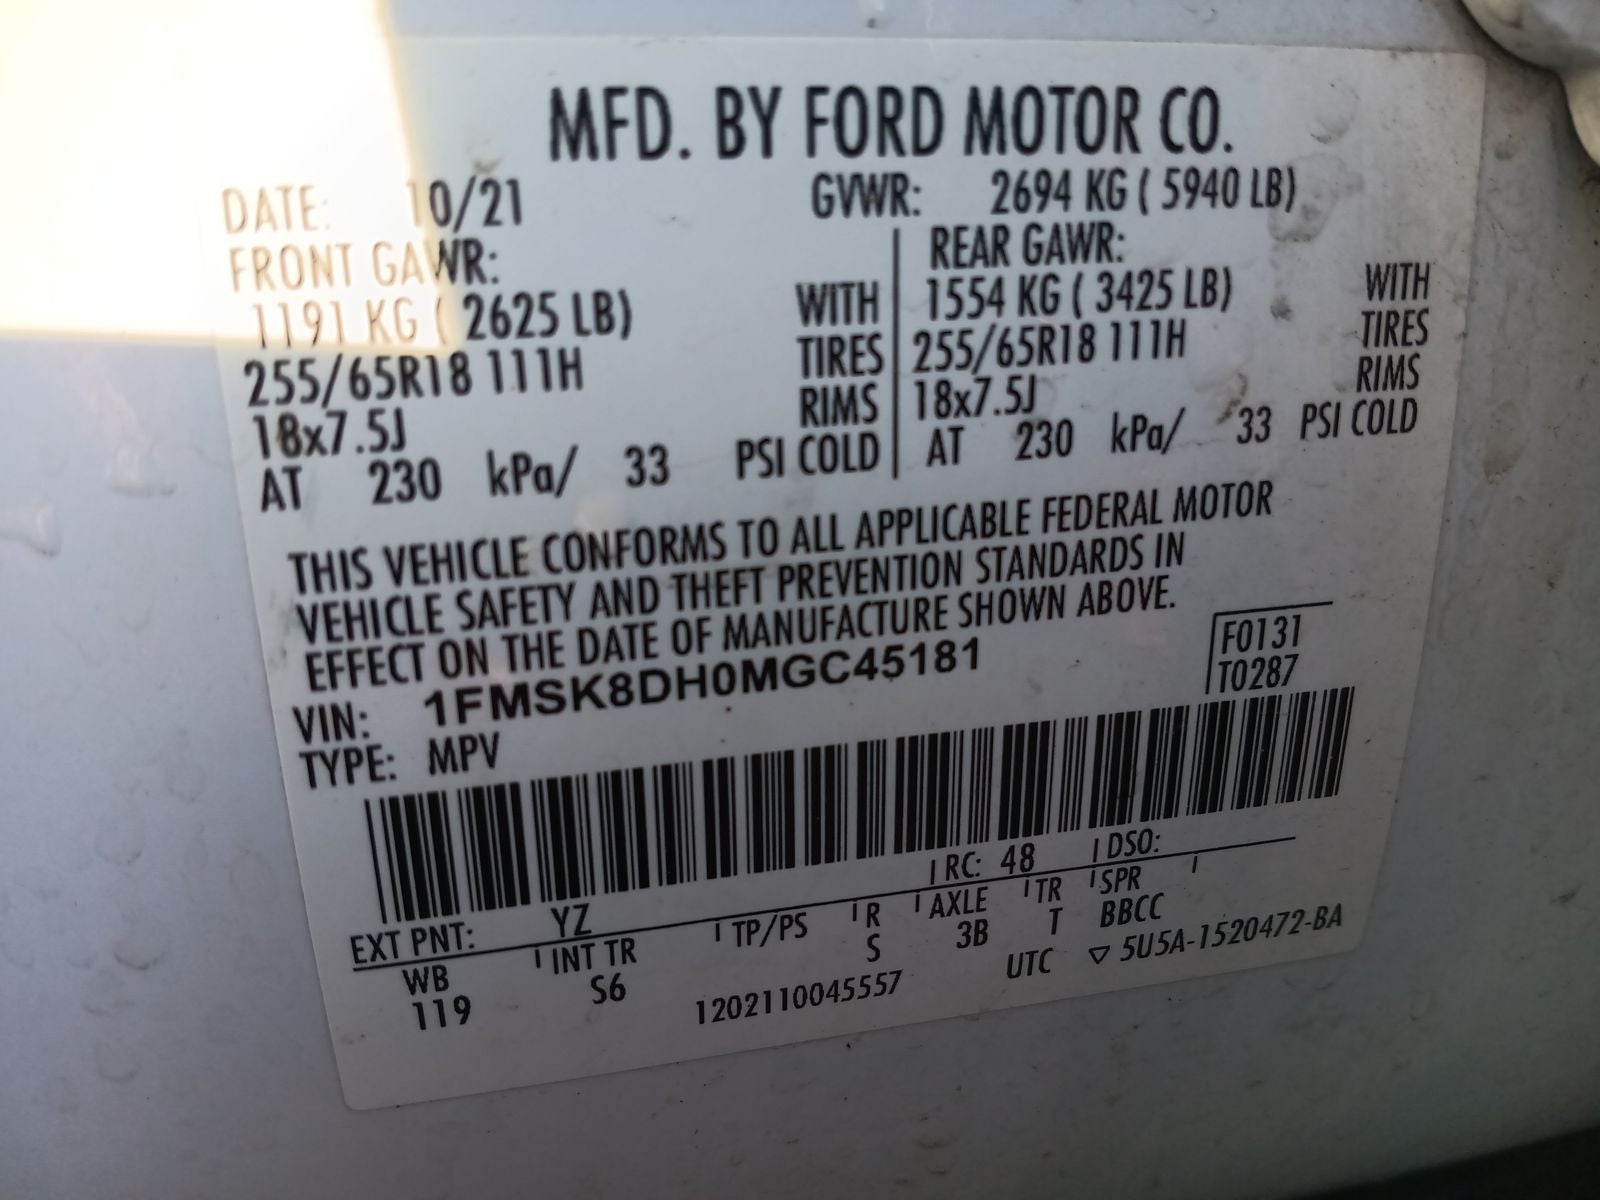 MFD. BY FORD MOTOR CO.
DATE: 10/21 GVWR: 2694 KG ( 5940 LB)
FRONT GAWR: REAR GAWR:
1191 KG ( 2625 LB) WITH 1554 KG ( 3425 LB) WITH
255/65R18 111H TIRES 255/65R18 111H TIRES
18x7.5J RIMS 18x7.5J RIMS
AT 230 kPa/ 33 PSI COLD AT 230 kPa/ 33 PSI COLD
THIS VEHICLE CONFORMS TO ALL APPLICABLE FEDERAL MOTOR
VEHICLE SAFETY AND THEFT PREVENTION STANDARDS IN
EFFECT ON THE DATE OF MANUFACTURE SHOWN ABOVE.
VIN: 1FMSK8DH0MGC45181 F0131
TYPE: MPV T0287
EXT PNT: YZ RC: 48 DSO:
WB INT TR TP/PS R AXLE TR SPR
119 S6 S 3B T BBCC
1202110045557 UTC ▽ 5U5A-1520472-BA